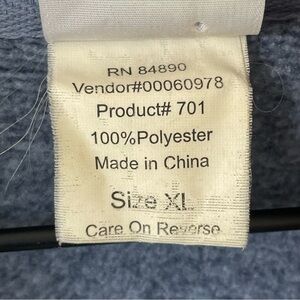 RN 84890
Vendor#00060978
Product# 701
100%Polyester
Made in China
Size XL
Care On Reverse